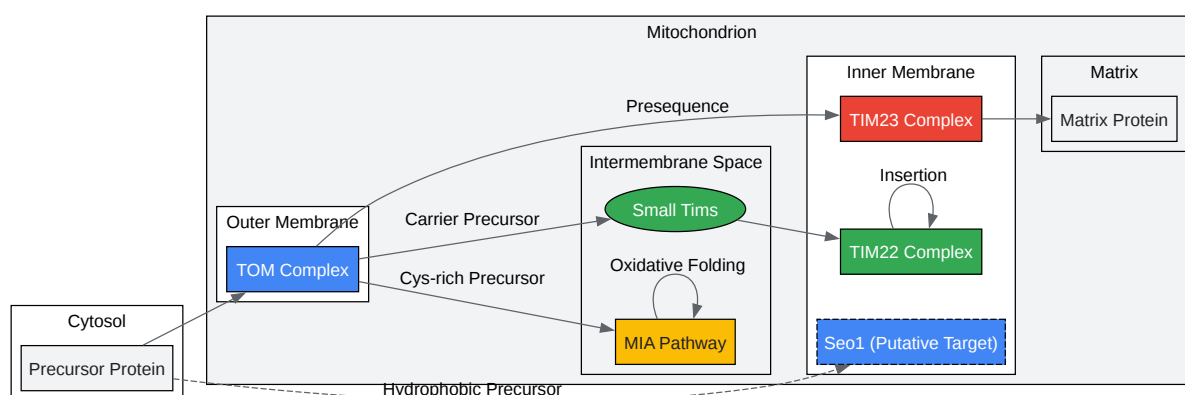 Mitochondrion
Inner Membrane
Matrix
TIM23 Complex
Matrix Protein
Presequence
Intermembrane Space
Insertion
Small Tims
Outer Membrane
Carrier Precursor
TIM22 Complex
TOM Complex
Oxidative Folding
Cys-rich Precursor
Cytosol
MIA Pathway
Seo1 (Putative Target)
Precursor Protein
Hydrophobic Precursor